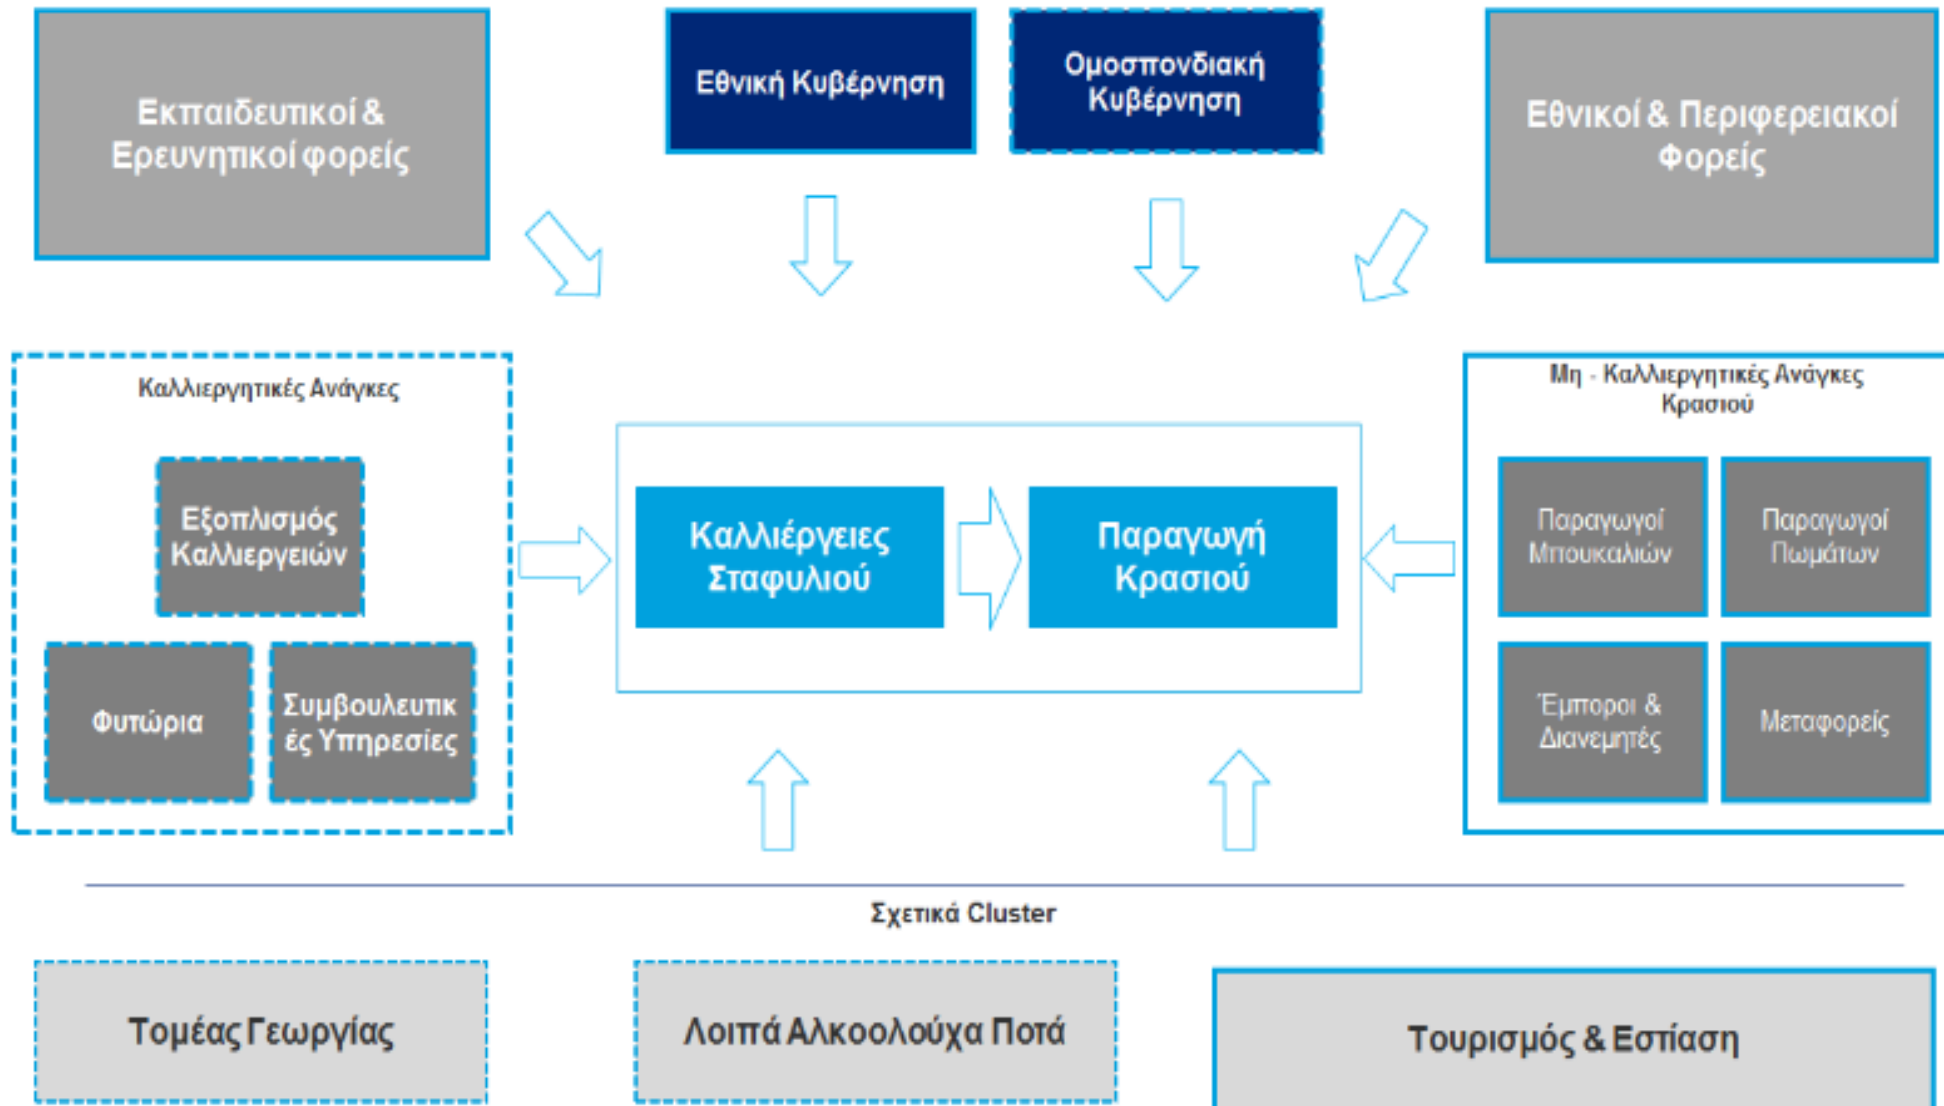 Εκπαιδευτικοί &
Ερευνητικοί φορείς
Εθνική Κυβέρνηση
Ομοσπονδιακή
Κυβέρνηση
Εθνικοί & Περιφερειακοί
Φορείς
Καλλιεργητικές Ανάγκες
Εξοπλισμός
Καλλιεργειών
Φυτώρια
Συμβουλευτικ
ές Υπηρεσίες
Καλλιέργειες
Σταφυλιού
Παραγωγή
Κρασιού
Μη - Καλλιεργητικές Ανάγκες
Κρασιού
Παραγωγοί
Μπουκαλιών
Παραγωγοί
Πωμάτων
Έμποροι &
Διανεμητές
Μεταφορείς
Σχετικά Cluster
Τομέας Γεωργίας
Λοιπά Αλκοολούχα Ποτά
Τουρισμός & Εστίαση